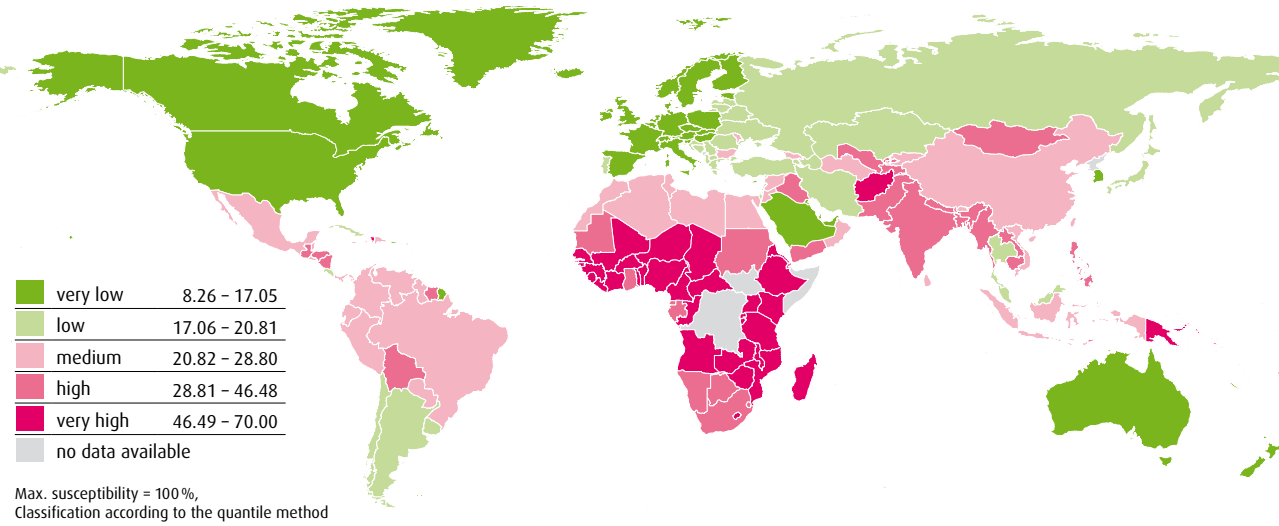 very low 8.26 – 17.05
low 17.06 – 20.81
medium 20.82 – 28.80
high 28.81 – 46.48
very high 46.49 – 70.00
no data available
Max. susceptibility = 100 %,
Classification according to the quantile method